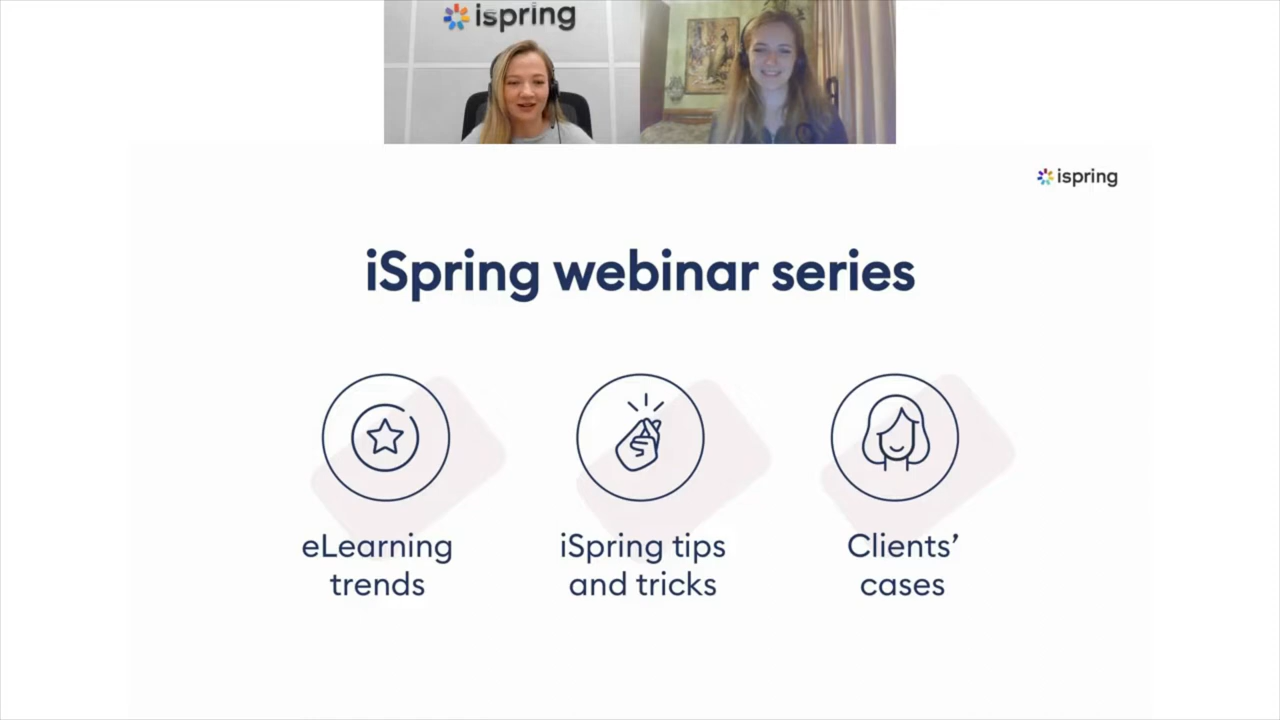 ispring
ispring
iSpring webinar series
eLearning
trends
iSpring tips
and tricks
Clients’
cases